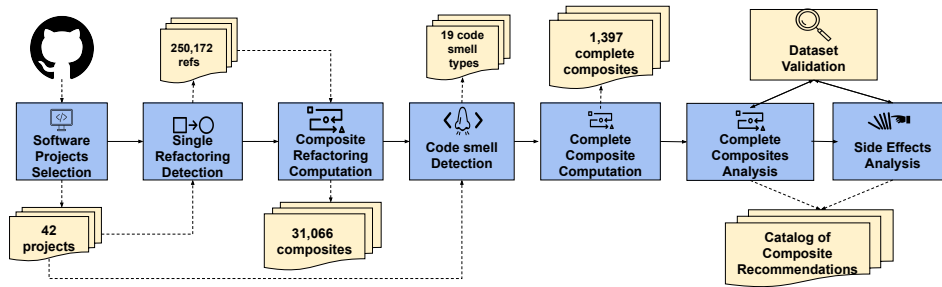 250,172
refs
19 code
smell
types
1,397
complete
composites
Dataset
Validation
Software
Projects
Selection
Single
Refactoring
Detection
Composite
Refactoring
Computation
Code smell
Detection
Complete
Composite
Computation
Complete
Composites
Analysis
Side Effects
Analysis
42
projects
31,066
composites
Catalog of
Composite
Recommendations